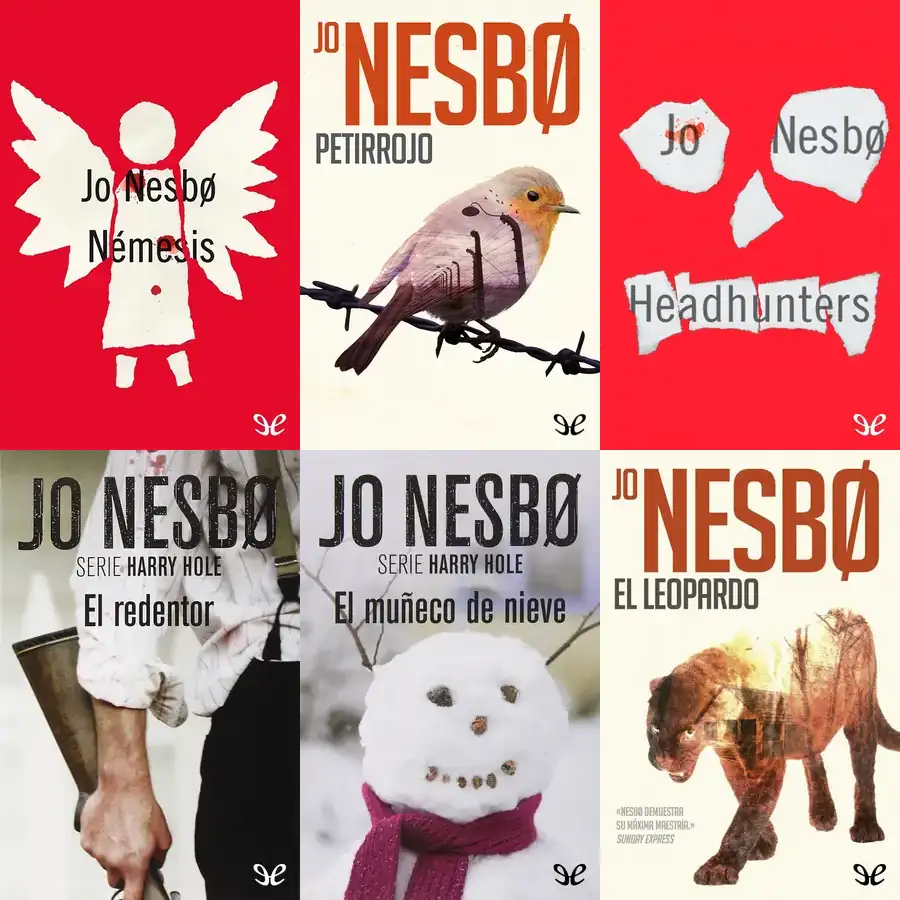 Jo Nesbø
Némesis
JO NESBØ
PETIRROJO
Jo Nesbø
Headhunters
JO NESBØ
SERIE HARRY HOLE
El redentor
JO NESBØ
SERIE HARRY HOLE
El muñeco de nieve
JO NESBØ
EL LEOPARDO
«NESBØ DEMUESTRA
SU MÁXIMA MAESTRÍA.»
SUNDAY EXPRESS